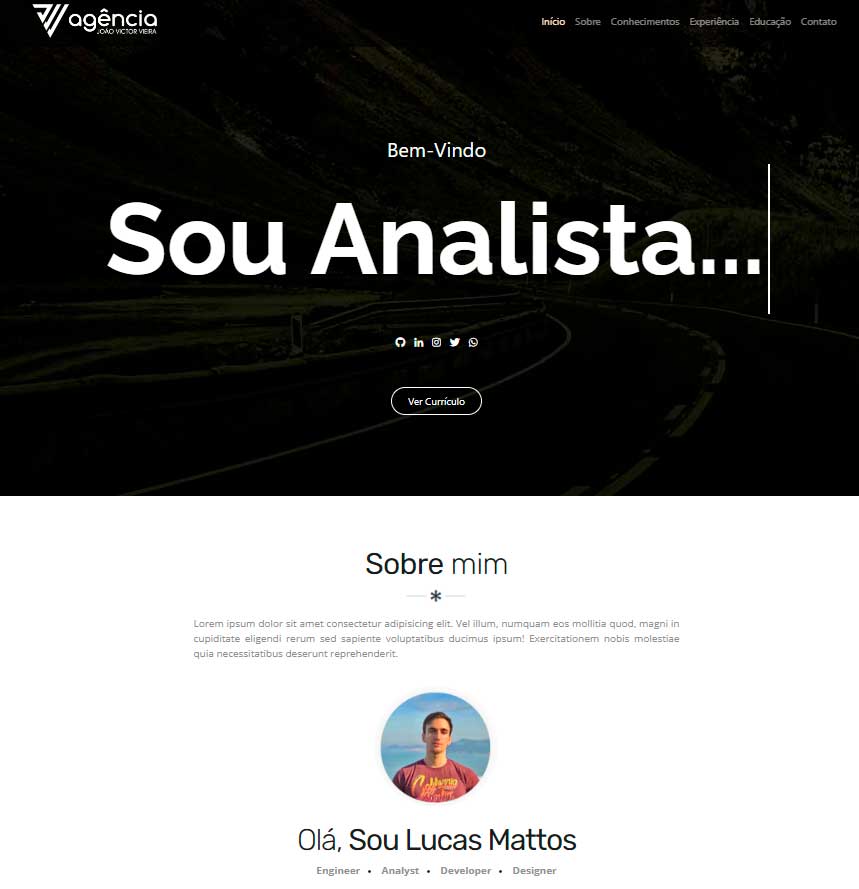 agência
JOÃO VICTOR VIEIRA
Início Sobre Conhecimentos Experiência Educação Contato
Bem-Vindo
Sou Analista...
Ver Currículo
Sobre mim
Lorem ipsum dolor sit amet consectetur adipisicing elit. Vel illum, numquam eos mollitia quod, magni in
cupiditate eligendi rerum sed sapiente voluptatibus ducimus ipsum! Exercitationem nobis molestiae
quia necessitatibus deserunt reprehenderit.
Olá, Sou Lucas Mattos
Engineer • Analyst • Developer • Designer